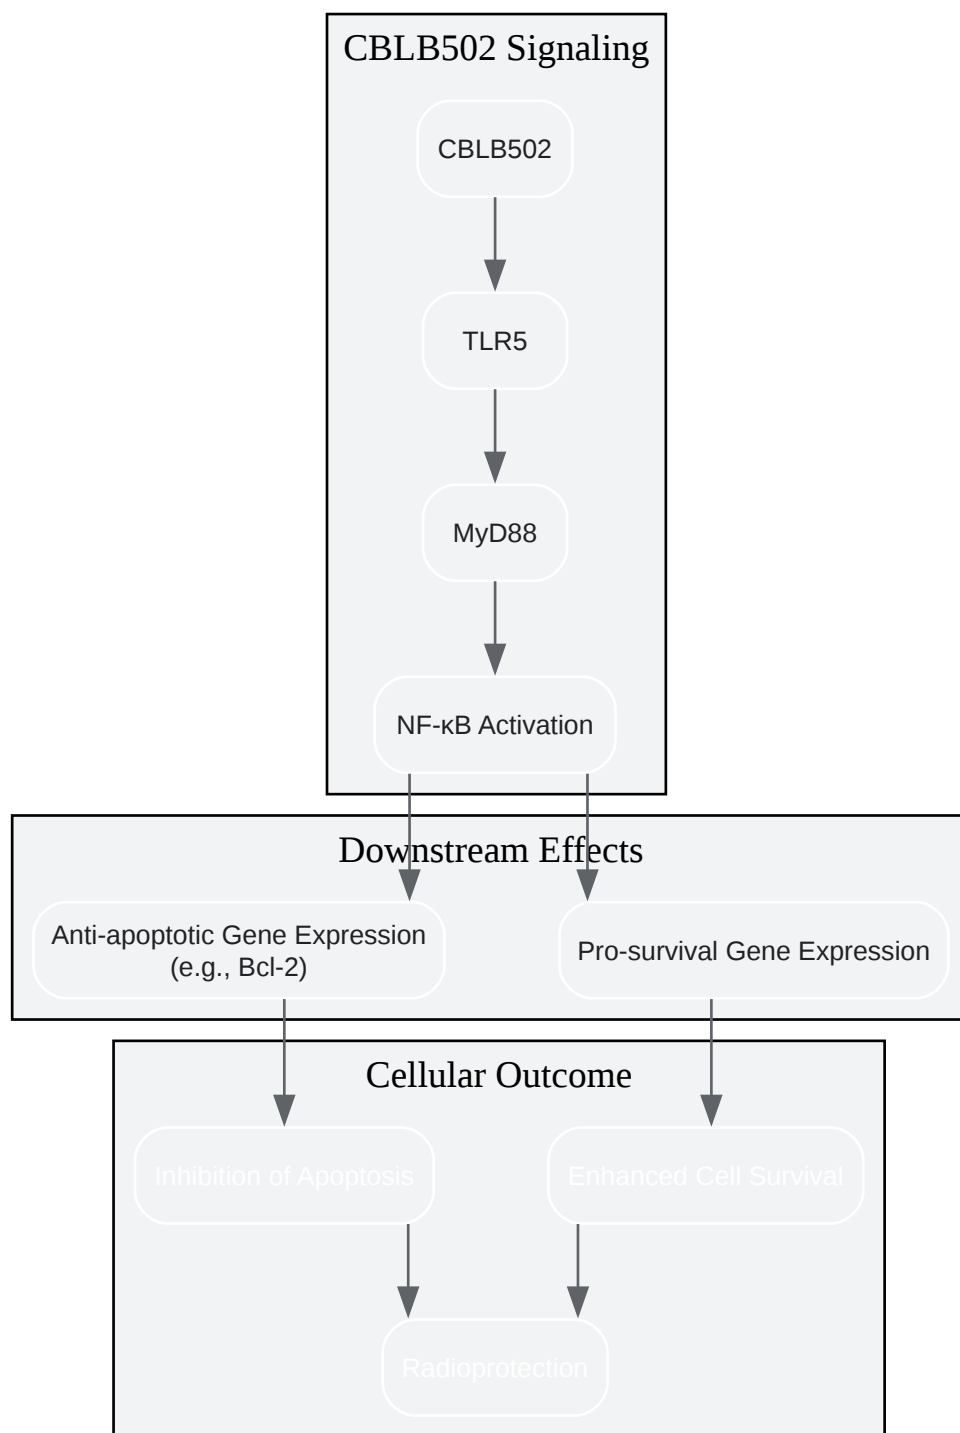 CBLB502 Signaling
CBLB502
TLR5
MyD88
NF-κB Activation
Downstream Effects
Anti-apoptotic Gene Expression
(e.g., Bcl-2)
Pro-survival Gene Expression
Cellular Outcome
Inhibition of Apoptosis
Enhanced Cell Survival
Radioprotection